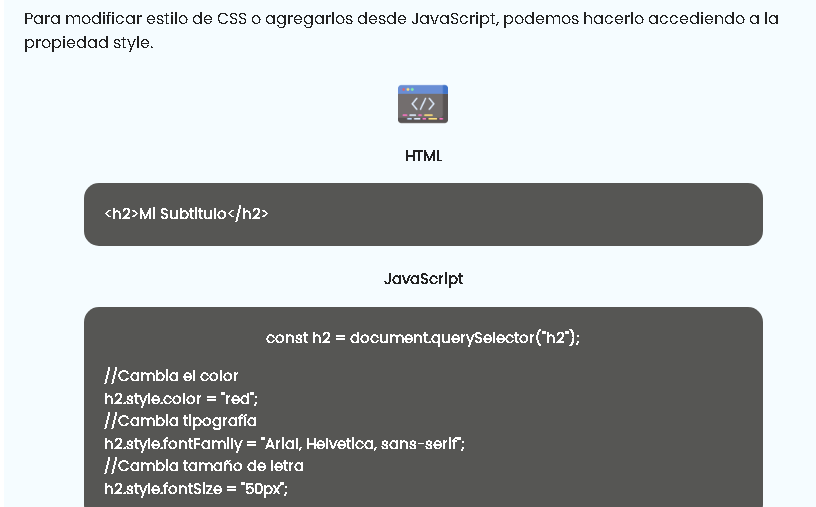 Para modificar estilo de CSS o agregarlos desde JavaScript, podemos hacerlo accediendo a la
propiedad style.
</>
HTML
<h2>Mi Subtitulo</h2>
JavaScript
const h2 = document.querySelector("h2");
//Cambia el color
h2.style.color = "red";
//Cambia tipografía
h2.style.fontFamily = "Arial, Helvetica, sans-serif";
//Cambia tamaño de letra
h2.style.fontSize = "50px";